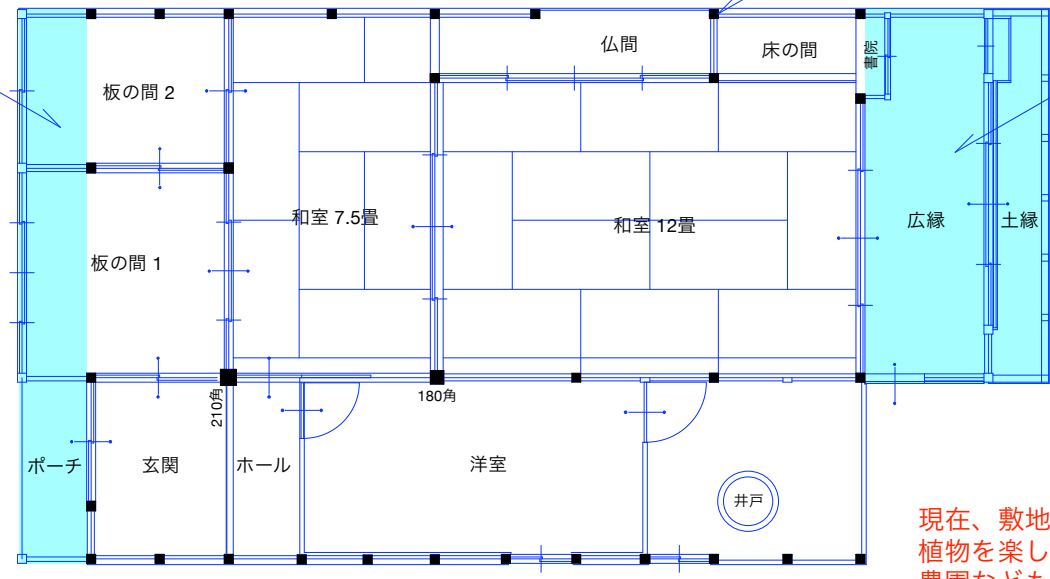 仏間
床の間
書院
板の間 2
和室 7.5畳
和室 12畳
広縁
土縁
板の間 1
210角
180角
ポーチ
玄関
ホール
洋室
井戸
現在、敷地
植物を楽し